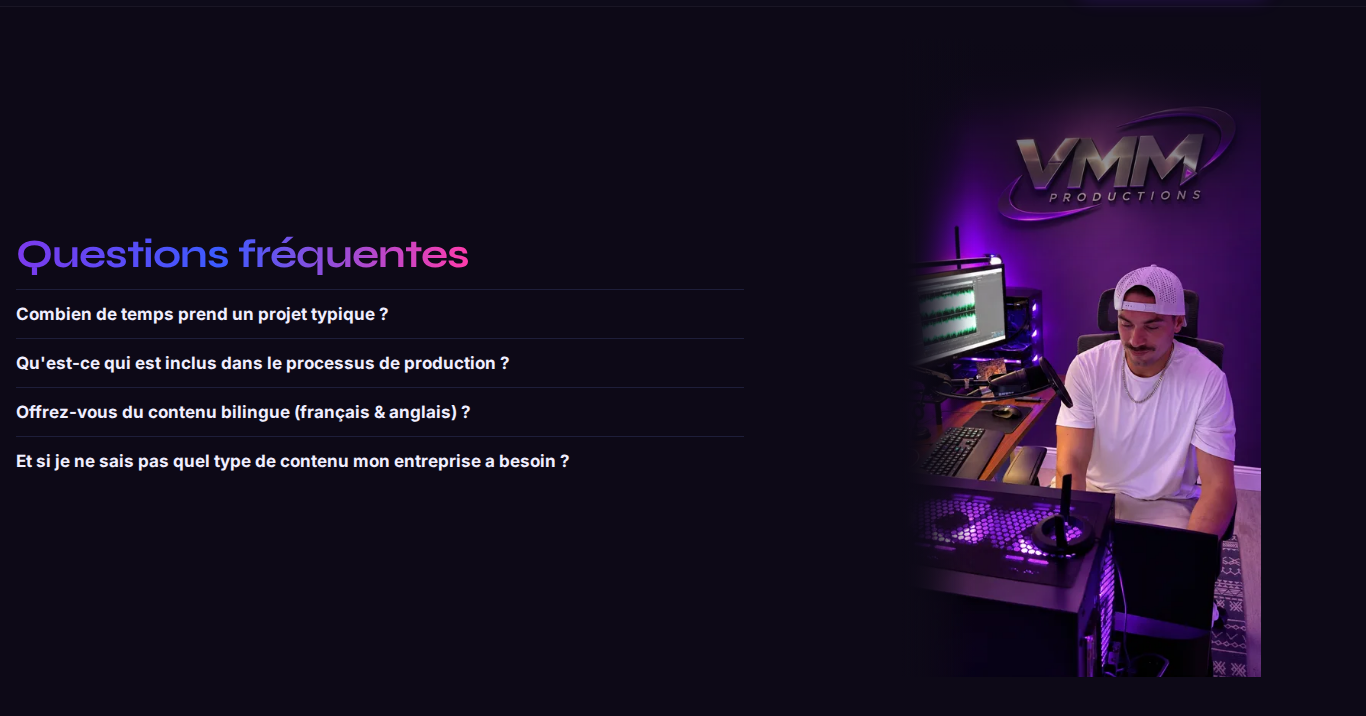 Questions fréquentes
Combien de temps prend un projet typique ?
Qu'est-ce qui est inclus dans le processus de production ?
Offrez-vous du contenu bilingue (français & anglais) ?
Et si je ne sais pas quel type de contenu mon entreprise a besoin ?
VMM
PRODUCTIONS